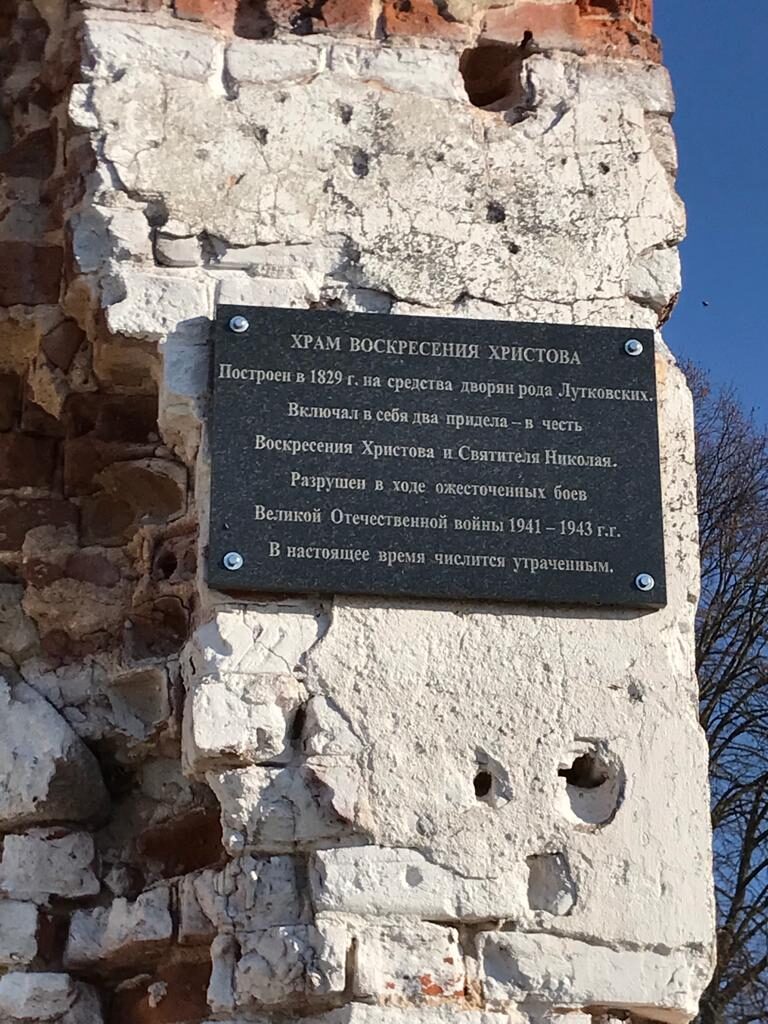 ХРАМ ВОСКРЕСЕНИЯ ХРИСТОВА
Построен в 1829 г. на средства дворян рода Лутковских.
Включал в себя два придела – в честь
Воскресения Христова и Святителя Николая.
Разрушен в ходе ожесточенных боев
Великой Отечественной войны 1941 – 1943 г.г.
В настоящее время числится утраченным.